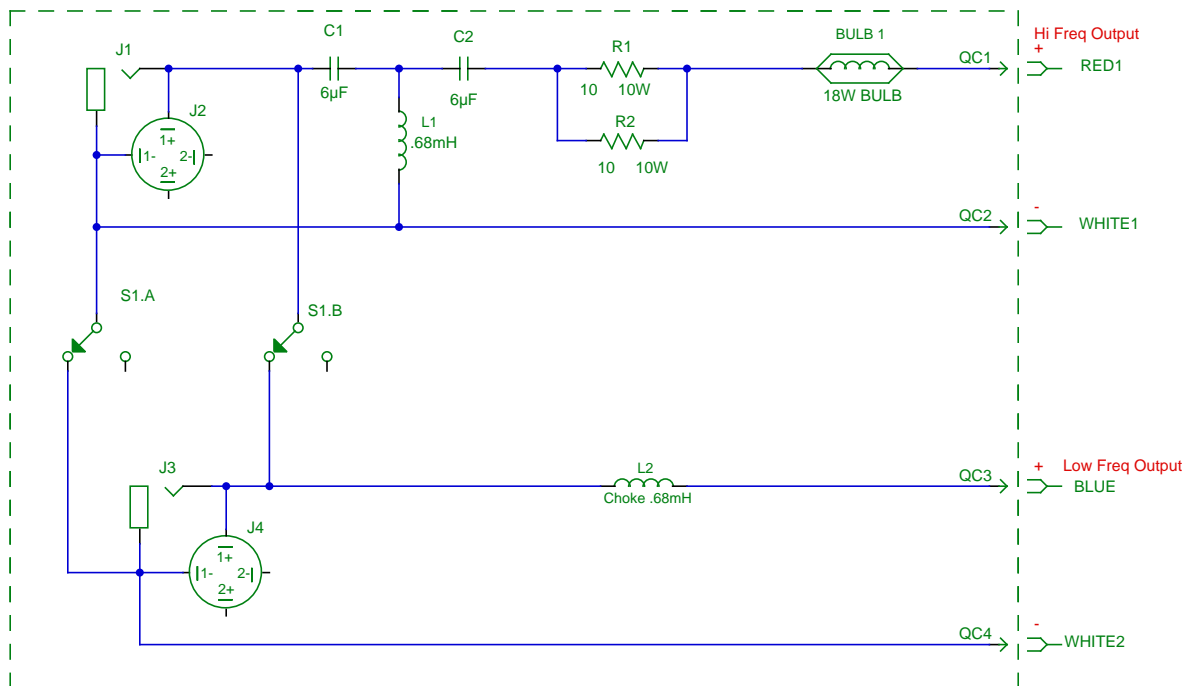 Hi Freq Output
+
J1
C1
C2
R1
BULB 1
QC1
RED1
6µF
6µF
10 10W
18W BULB
J2
1+
1-
2-
2+
L1
.68mH
R2
10 10W
QC2
-
WHITE1
S1.A
S1.B
J3
L2
Choke .68mH
QC3
+ Low Freq Output
BLUE
J4
1+
1-
2-
2+
QC4
-
WHITE2